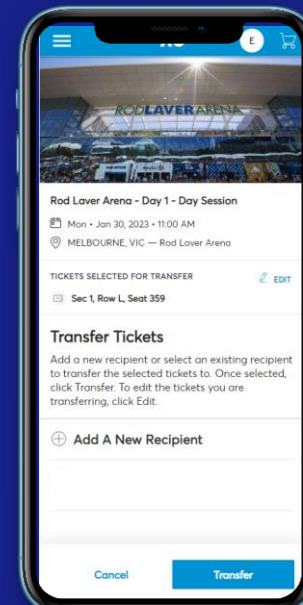 E
ROD LAVER ARENA
Rod Laver Arena - Day 1 - Day Session
Mon • Jan 30, 2023 • 11:00 AM
MELBOURNE, VIC — Rod Laver Arena
TICKETS SELECTED FOR TRANSFER
EDIT
Sec 1, Row L, Seat 359
Transfer Tickets
Add a new recipient or select an existing recipient
to transfer the selected tickets to. Once selected,
click Transfer. To edit the tickets you are
transferring, click Edit.
Add A New Recipient
Cancel
Transfer